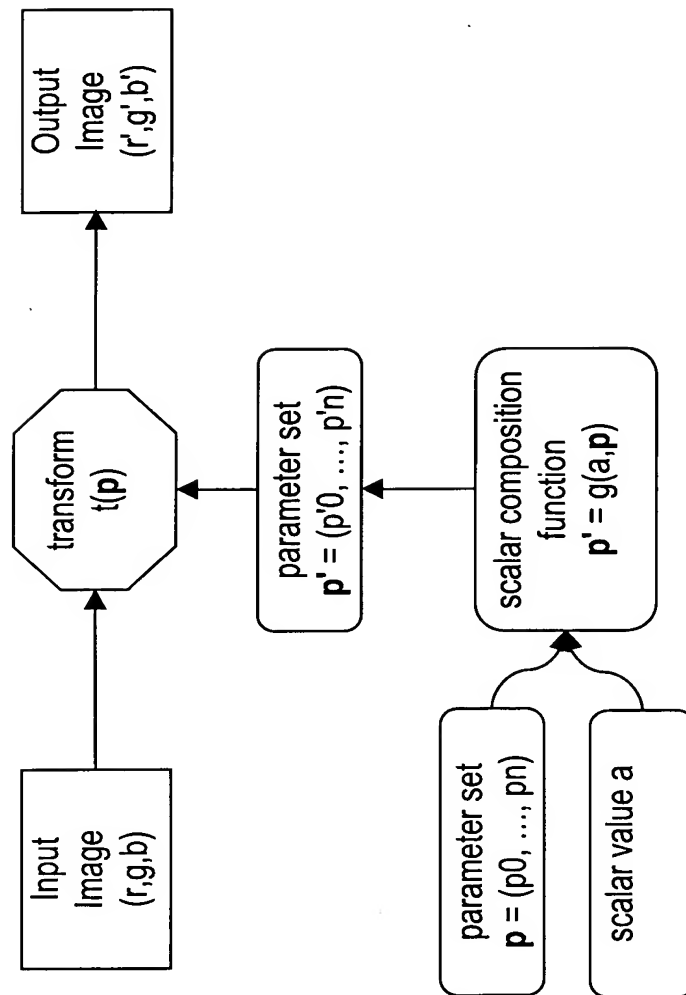 Input
Image
(r,g,b)
transform
t(p)
Output
Image
(r',g',b')
parameter set
p' = (p'0, ..., p'n)
scalar composition
function
p' = g(a,p)
parameter set
p = (p0, ..., pn)
scalar value a